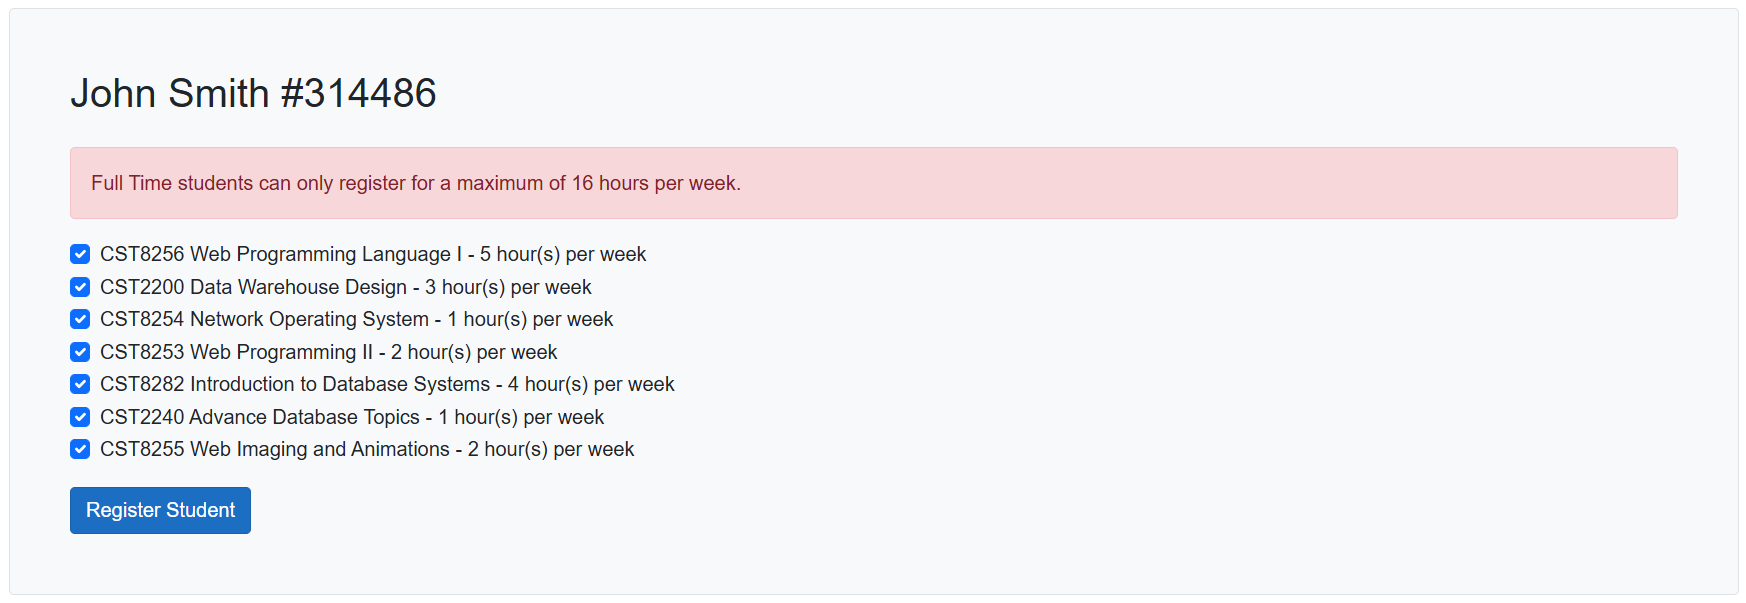 John Smith #314486
Full Time students can only register for a maximum of 16 hours per week.
CST8256 Web Programming Language I - 5 hour(s) per week
CST2200 Data Warehouse Design - 3 hour(s) per week
CST8254 Network Operating System - 1 hour(s) per week
CST8253 Web Programming II - 2 hour(s) per week
CST8282 Introduction to Database Systems - 4 hour(s) per week
CST2240 Advance Database Topics - 1 hour(s) per week
CST8255 Web Imaging and Animations - 2 hour(s) per week
Register Student